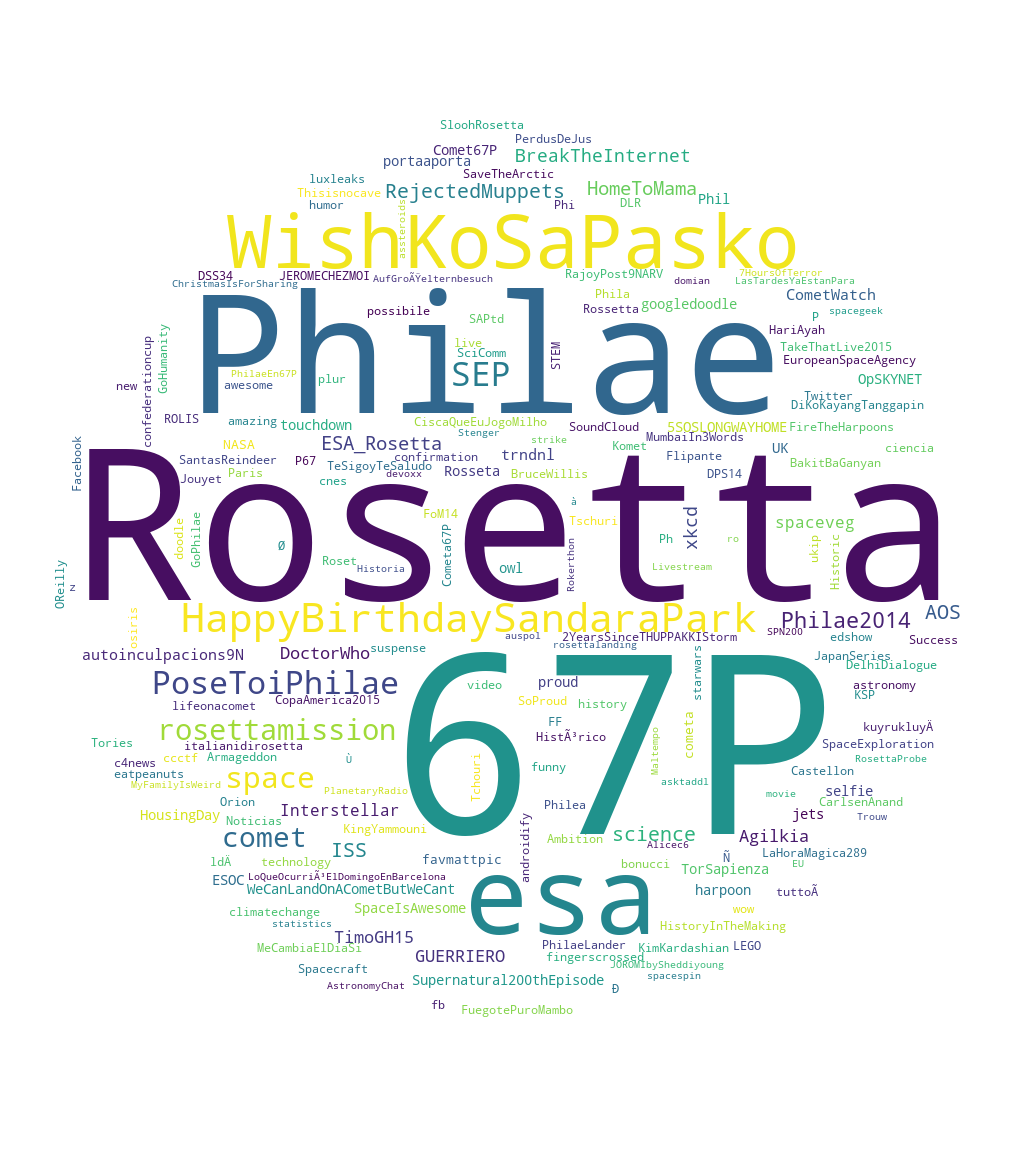 SloohRosetta
PerdusDeJus
Comet67P
BreakTheInternet
portaaporta
SaveTheArctic
luxleaks
RejectedMuppets
HomeToMama
Thisisnocave
Phil
humor
assteroids
Phi
DLR
WishKoSaPasko
DSS34
JEROMECHEZMOI
AufGroÃŸelternbesuch
RajoyPost9NARV
domian
7HoursOfTerror
LasTardesYaEstanPara
ChristmasIsForSharing
Philae
Phila
CometWatch
possibile
Rossetta
googledoodle
spacegeek
SAPtd
P
HariAyah
confederationcup
GoHumanity
live
SciComm
STEM
TakeThatLive2015
EuropeanSpaceAgency
PhilaeEn67P
plur
SEP
OpSKYNET
new
awesome
Twitter
DiKoKayangTanggapin
ROLIS
amazing
touchdown
CiscaQueEuJogoMilho
SoundCloud
5SOSLONGWAYHOME
FireTheHarpoons
Stenger
strike
MumbaiIn3Words
NASA
ESA_Rosetta
Komet
UK
ciencia
Facebook
SantasReindeer
P67
confirmation
trndnl
Flipante
BakitBaGanyan
TeSigoyTeSaludo
Rosseta
Jouyet
Paris
cnes
devoxx
BruceWillis
DPS14
Rosetta
à
FoM14
Tschuri
xkcd
spaceveg
doodle
GoPhilae
Ø
Cometa67P
Ph
ro
ukip
Historic
Roset
Historia
owl
Rokerthon
Livestream
OReilly
z
HappyBirthdaySandaraPark
Philae2014
AOS
osiris
auspol
2YearsSinceTHUPPAKKIStorm
SPN200
edshow
Success
rosettalanding
autoinculpacions9N
DoctorWho
suspense
JapanSeries
DelhiDialogue
67P
starwars
PoseToiPhilae
video
proud
astronomy
KSP
lifeonacomet
CopaAmerica2015
SoProud
history
rosettamission
FF
kuyrukluyÄ
Tories
italianidirosetta
HistÃ³rico
Maltempo
cometa
SpaceExploration
ccctf
Armageddon
Ù
RosettaProbe
c4news
eatpeanuts
space
Tchouri
funny
Castellon
MyFamilyIsWeird
PlanetaryRadio
asktaddl
movie
selfie
Orion
Philea
CarlsenAnand
HousingDay
Noticias
Interstellar
jets
Trouw
KingYammouni
androidify
science
comet
ISS
Ambition
Alicec6
Agilkia
ldÄ
technology
favmattpic
bonucci
Ñ
LaHoraMagica289
EU
ESOC
LoQueOcurriÃ³ElDomingoEnBarcelona
TorSapienza
WeCanLandOnACometButWeCant
esa
harpoon
tuttoÃ
climatechange
SpaceIsAwesome
wow
statistics
HistoryInTheMaking
TimoGH15
MeCambiaElDiaSi
PhilaeLander
KimKardashian
LEGO
GUERRIERO
fingerscrossed
Spacecraft
JOROMIbySheddiyoung
spacespin
AstronomyChat
Supernatural200thEpisode
Ð
fb
FuegotePuroMambo